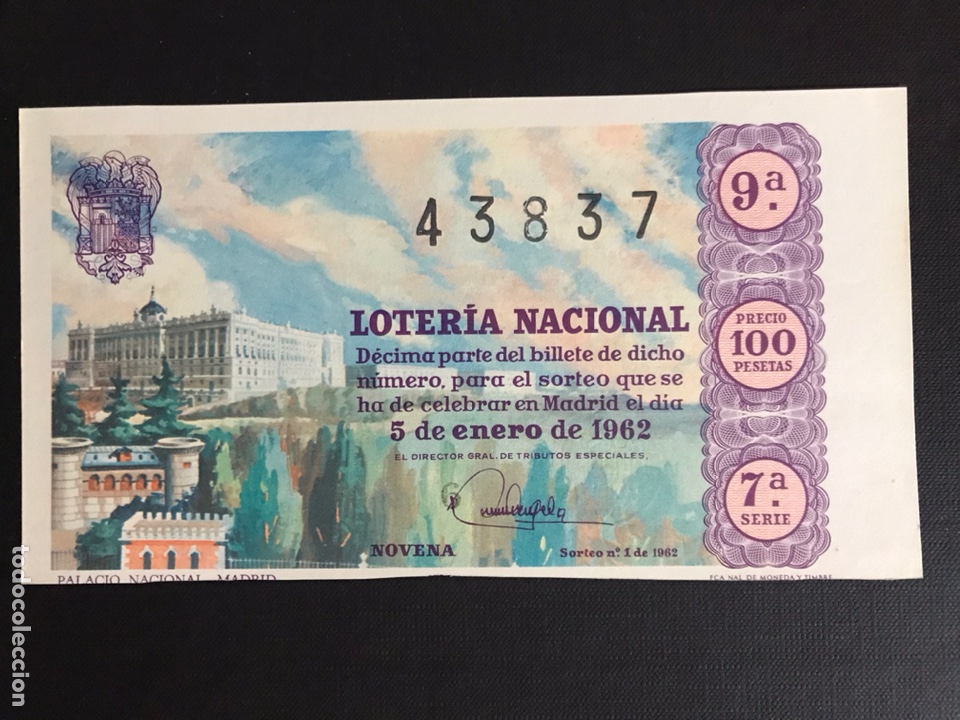 43837
9ª
LOTERÍA NACIONAL
Décima parte del billete de dicho
número, para el sorteo que se
ha de celebrar en Madrid el día
5 de enero de 1962
EL DIRECTOR GRAL. DE TRIBUTOS ESPECIALES,
NOVENA
Sorteo n.º 1 de 1962
PRECIO
100
PESETAS
7ª
SERIE
PALACIO NACIONAL - MADRID
FCA NAL DE MONEDA Y TIMBRE
todocoleccion